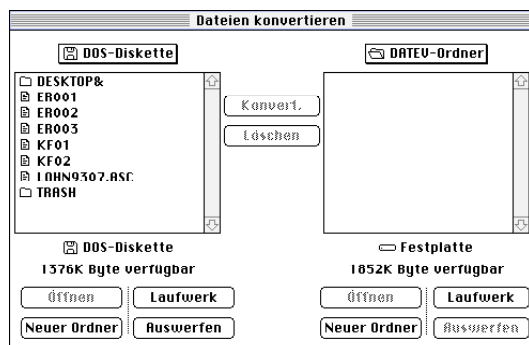 Dateien konvertieren
DOS-Diskette
DATEV-Ordner
DESKTOP&
ER001
ER002
ER003
KF01
KF02
LOHN9307.ASC
TRASH
Konvert.
Löschen
DOS-Diskette
1376K Byte verfügbar
Festplatte
1852K Byte verfügbar
Öffnen
Laufwerk
Neuer Ordner
Auswerfen
Öffnen
Laufwerk
Neuer Ordner
Auswerfen